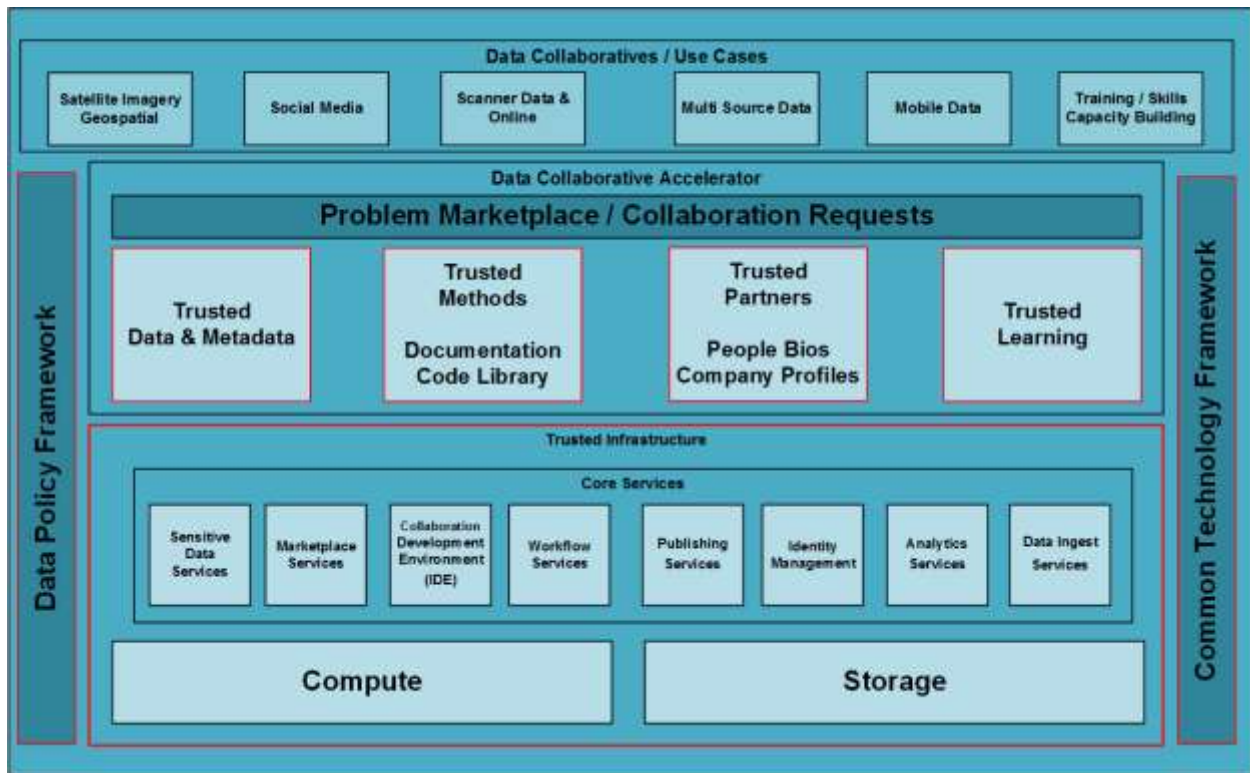 Data Collaboratives / Use Cases
Satellite Imagery
Geospatial
Social Media
Scanner Data &
Online
Multi Source Data
Mobile Data
Training / Skills
Capacity Building
Data Policy Framework
Data Collaborative Accelerator
Problem Marketplace / Collaboration Requests
Trusted
Data & Metadata
Trusted
Methods
Documentation
Code Library
Trusted
Partners
People Bios
Company Profiles
Trusted
Learning
Trusted Infrastructure
Core Services
Sensitive
Data
Services
Marketplace
Services
Collaboration
Development
Environment
(IDE)
Workflow
Services
Publishing
Services
Identity
Management
Analytics
Services
Data Ingest
Services
Compute
Storage
Common Technology Framework